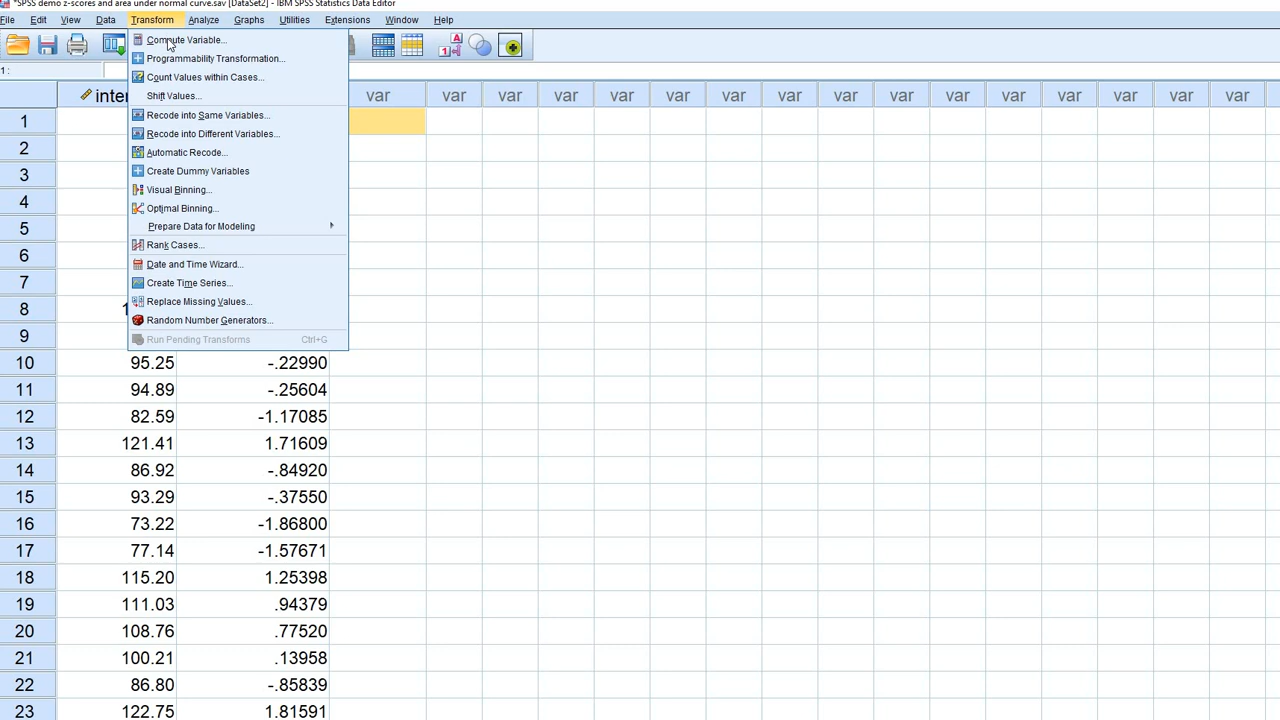 *SPSS demo z-scores and area under normal curve.sav [DataSet2] - IBM SPSS Statistics Data Editor
File Edit View Data Transform Analyze Graphs Utilities Extensions Window Help
Compute Variable...
Programmability Transformation...
Count Values within Cases...
Shift Values...
Recode into Same Variables...
Recode into Different Variables...
Automatic Recode...
Create Dummy Variables
Visual Binning...
Optimal Binning...
Prepare Data for Modeling
Rank Cases...
Date and Time Wizard...
Create Time Series...
Replace Missing Values...
Random Number Generators...
Run Pending Transforms Ctrl+G
1 :
var var var var var var var var var var var var var var var var
1
2
3
4
5
6
7
8
9
10 95.25 -.22990
11 94.89 -.25604
12 82.59 -1.17085
13 121.41 1.71609
14 86.92 -.84920
15 93.29 -.37550
16 73.22 -1.86800
17 77.14 -1.57671
18 115.20 1.25398
19 111.03 .94379
20 108.76 .77520
21 100.21 .13958
22 86.80 -.85839
23 122.75 1.81591